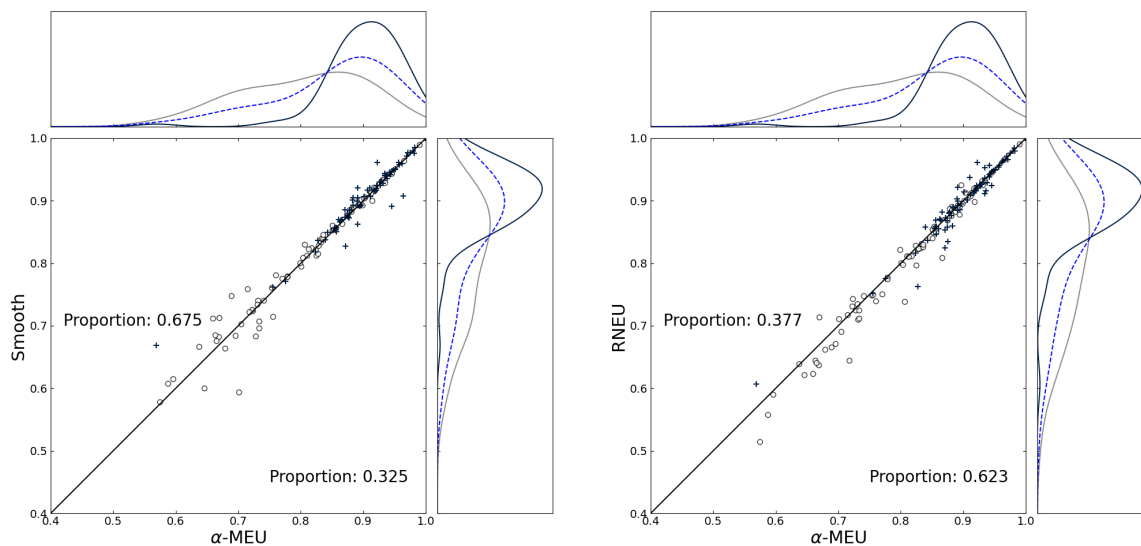 1.0
0.9
0.8
0.7
0.6
0.5
0.4
Smooth
Proportion: 0.675
Proportion: 0.325
0.4 0.5 0.6 0.7 0.8 0.9 1.0
α-MEU
1.0
0.9
0.8
0.7
0.6
0.5
0.4
RNEU
Proportion: 0.377
Proportion: 0.623
0.4 0.5 0.6 0.7 0.8 0.9 1.0
α-MEU